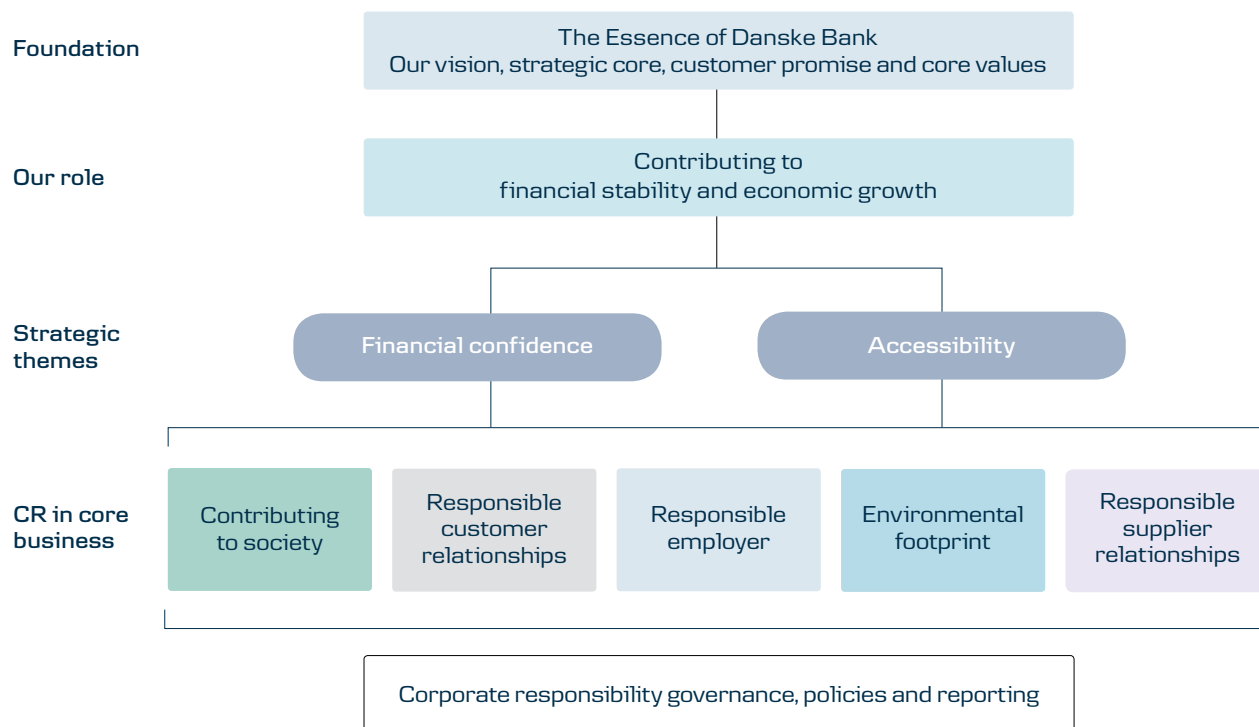 Foundation
The Essence of Danske Bank
Our vision, strategic core, customer promise and core values
Our role
Contributing to
financial stability and economic growth
Strategic
themes
Financial confidence
Accessibility
CR in core
business
Contributing
to society
Responsible
customer
relationships
Responsible
employer
Environmental
footprint
Responsible
supplier
relationships
Corporate responsibility governance, policies and reporting